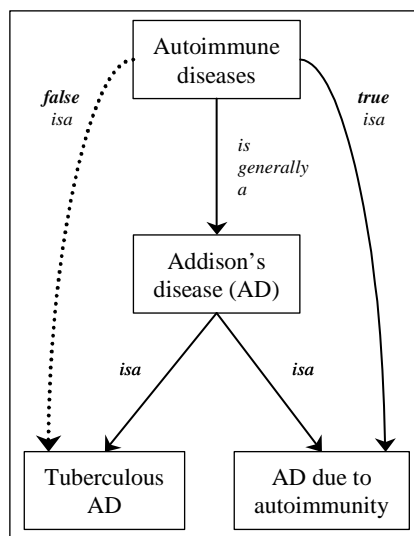 Autoimmune
diseases
false
isa
true
isa
is
generally
a
Addison’s
disease (AD)
isa
isa
Tuberculous
AD
AD due to
autoimmunity